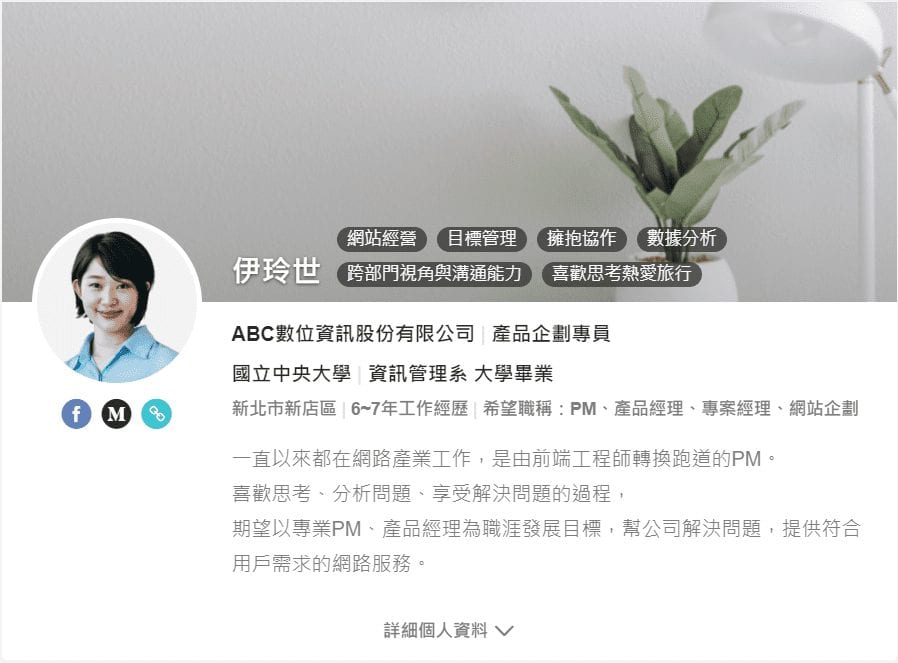 網站經營 目標管理 擁抱協作 數據分析
伊玲世 跨部門視角與溝通能力 喜歡思考熱愛旅行
ABC數位資訊股份有限公司 | 產品企劃專員
國立中央大學 | 資訊管理系 大學畢業
新北市新店區 | 6~7年工作經歷 | 希望職稱：PM、產品經理、專案經理、網站企劃
一直以來都在網路產業工作，是由前端工程師轉換跑道的PM。
喜歡思考、分析問題、享受解決問題的過程，
期望以專業PM、產品經理為職涯發展目標，幫公司解決問題，提供符合
用戶需求的網路服務。
詳細個人資料